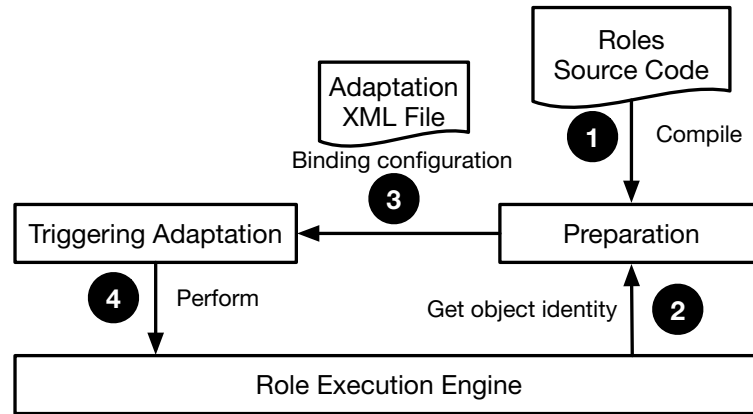 Roles
Source Code
Adaptation
XML File
1
Compile
Binding configuration
3
Triggering Adaptation
Preparation
4
Perform
Get object identity
2
Role Execution Engine